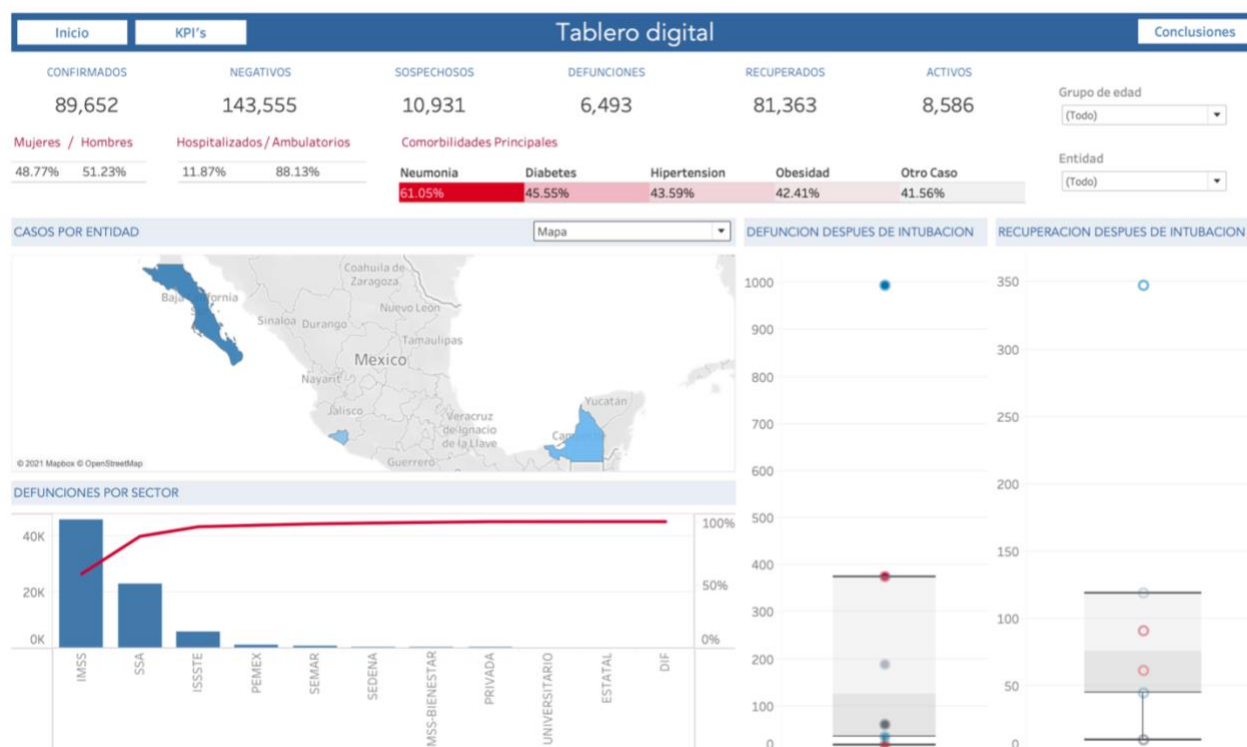 Inicio KPI's Tablero digital Conclusiones
CONFIRMADOS NEGATIVOS SOSPECHOSOS DEFUNCIONES RECUPERADOS ACTIVOS
89,652 143,555 10,931 6,493 81,363 8,586
Grupo de edad
(Todo)
Mujeres / Hombres Hospitalizados / Ambulatorios Comorbilidades Principales
48.77% 51.23% 11.87% 88.13%
Neumonia Diabetes Hipertension Obesidad Otro Caso
61.05% 45.55% 43.59% 42.41% 41.56%
Entidad
(Todo)
CASOS POR ENTIDAD Mapa
Coahuila de
Zaragoza
Baja California
Nuevo León
Sinaloa Durango
Tamaulipas
Mexico
Nayarit
Jalisco
Yucatán
Veracruz
de Ignacio
de la Llave
Guerrero
© 2021 Mapbox © OpenStreetMap
DEFUNCIONES POR SECTOR
40K
20K
0K
100%
50%
0%
IMSS
SSA
ISSSTE
PEMEX
SEMAR
SEDENA
MSS-BIENESTAR
PRIVADA
UNIVERSITARIO
ESTATAL
DIF
DEFUNCION DESPUES DE INTUBACION
1000
900
800
700
600
500
400
300
200
100
0
RECUPERACION DESPUES DE INTUBACION
350
300
250
200
150
100
50
0